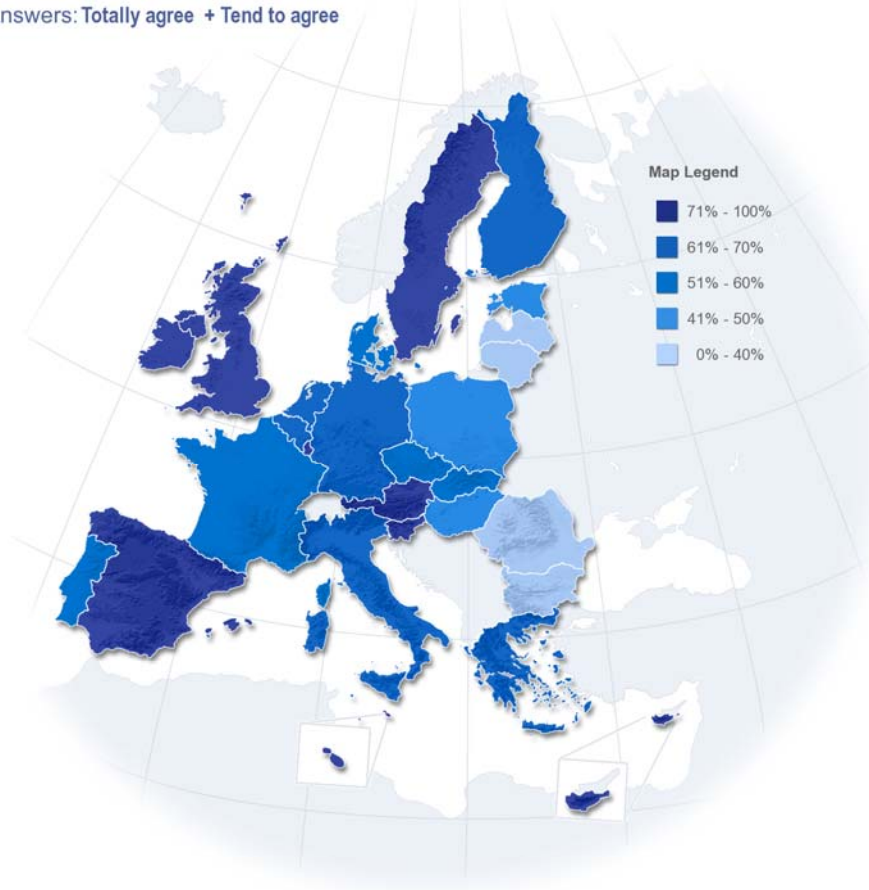 nswers: Totally agree + Tend to agree
Map Legend
71% - 100%
61% - 70%
51% - 60%
41% - 50%
0% - 40%